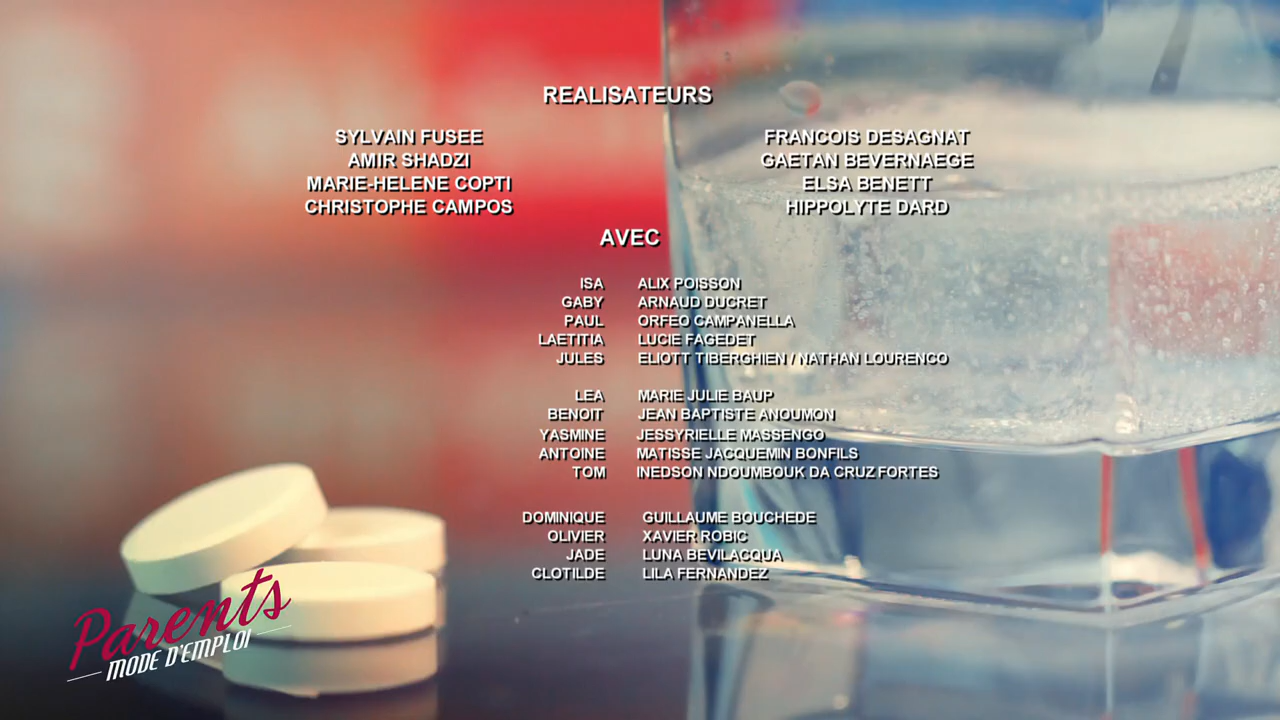 REALISATEURS
SYLVAIN FUSEE
AMIR SHADZI
MARIE-HELENE COPTI
CHRISTOPHE CAMPOS
FRANCOIS DESAGNAT
GAETAN BEVERNAEGE
ELSA BENETT
HIPPOLYTE DARD
AVEC
ISA ALIX POISSON
GABY ARNAUD DUCRET
PAUL ORFEO CAMPANELLA
LAETITIA LUCIE FAGEDET
JULES ELIOTT TIBERGHIEN / NATHAN LOURENCO
LEA MARIE JULIE BAUP
BENOIT JEAN BAPTISTE ANOUMON
YASMINE JESSYRIELLE MASSENGO
ANTOINE MATISSE JACQUEMIN BONFILS
TOM INEDSON NDOUMBOUK DA CRUZ FORTES
DOMINIQUE GUILLAUME BOUCHEDE
OLIVIER XAVIER ROBIC
JADE LUNA BEVILACQUA
CLOTILDE LILA FERNANDEZ
Parents
MODE D'EMPLOI